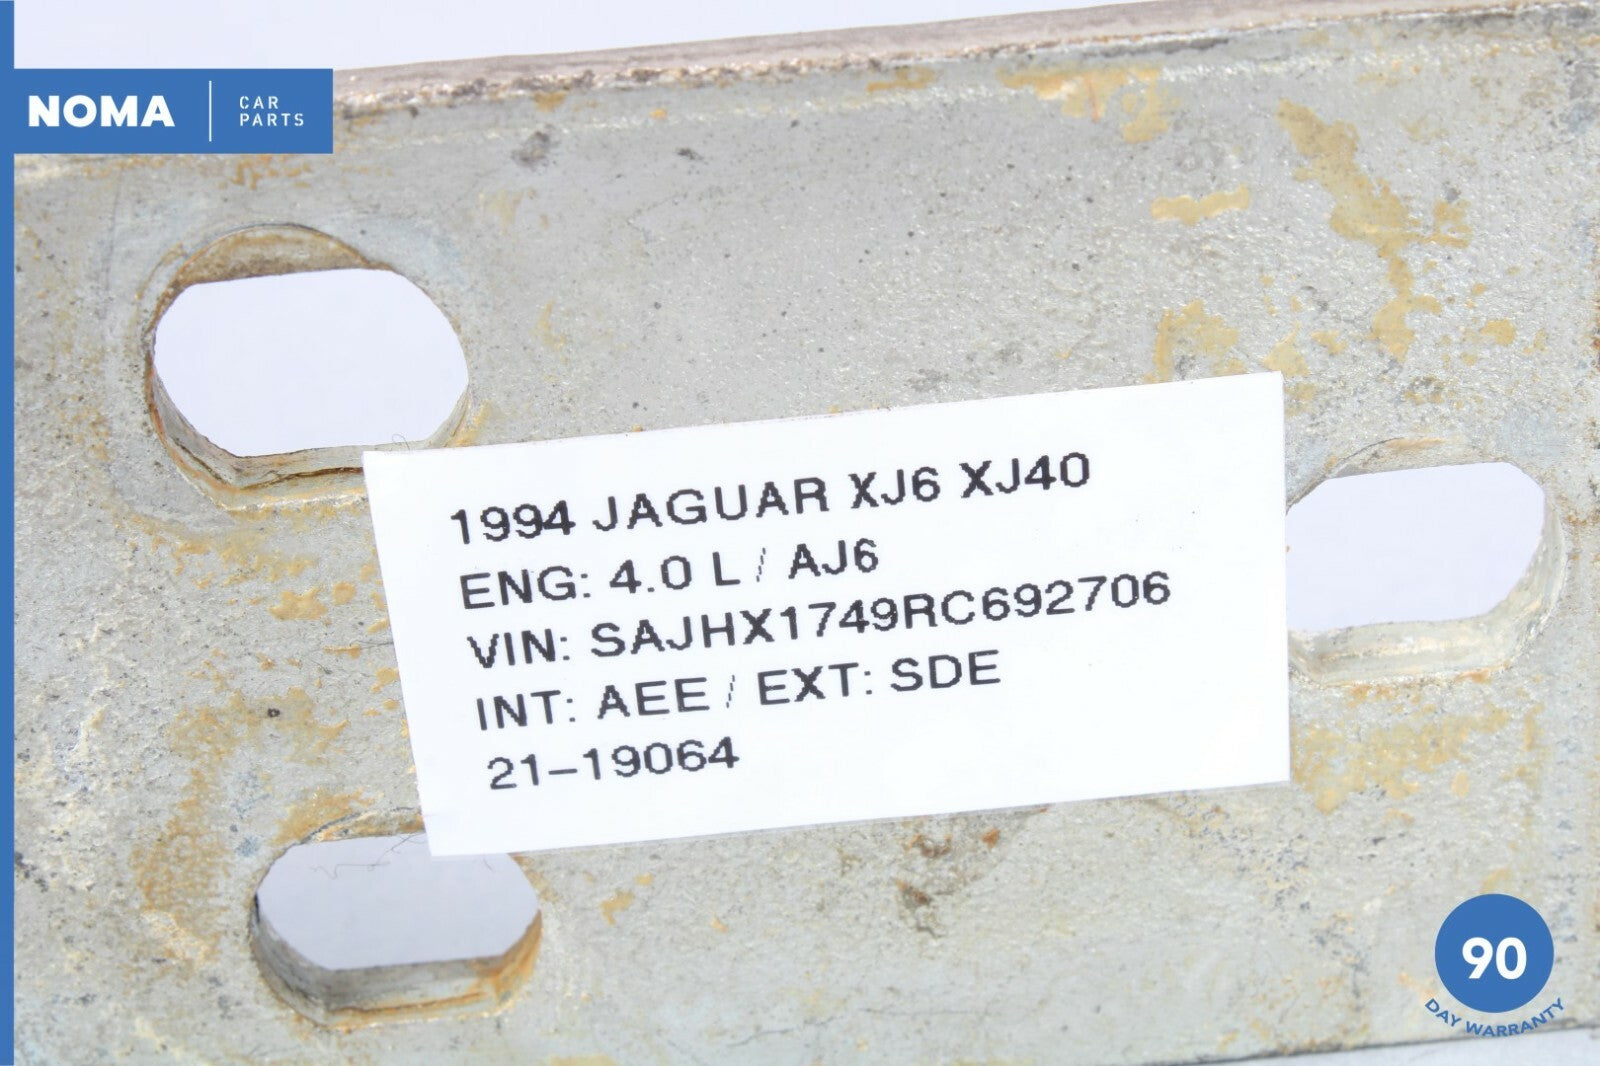 NOMA
CAR
PARTS
1994 JAGUAR XJ6 XJ40
ENG: 4.0 L / AJ6
VIN: SAJHX1749RC692706
INT: AEE / EXT: SDE
21-19064
90
DAY WARRANTY